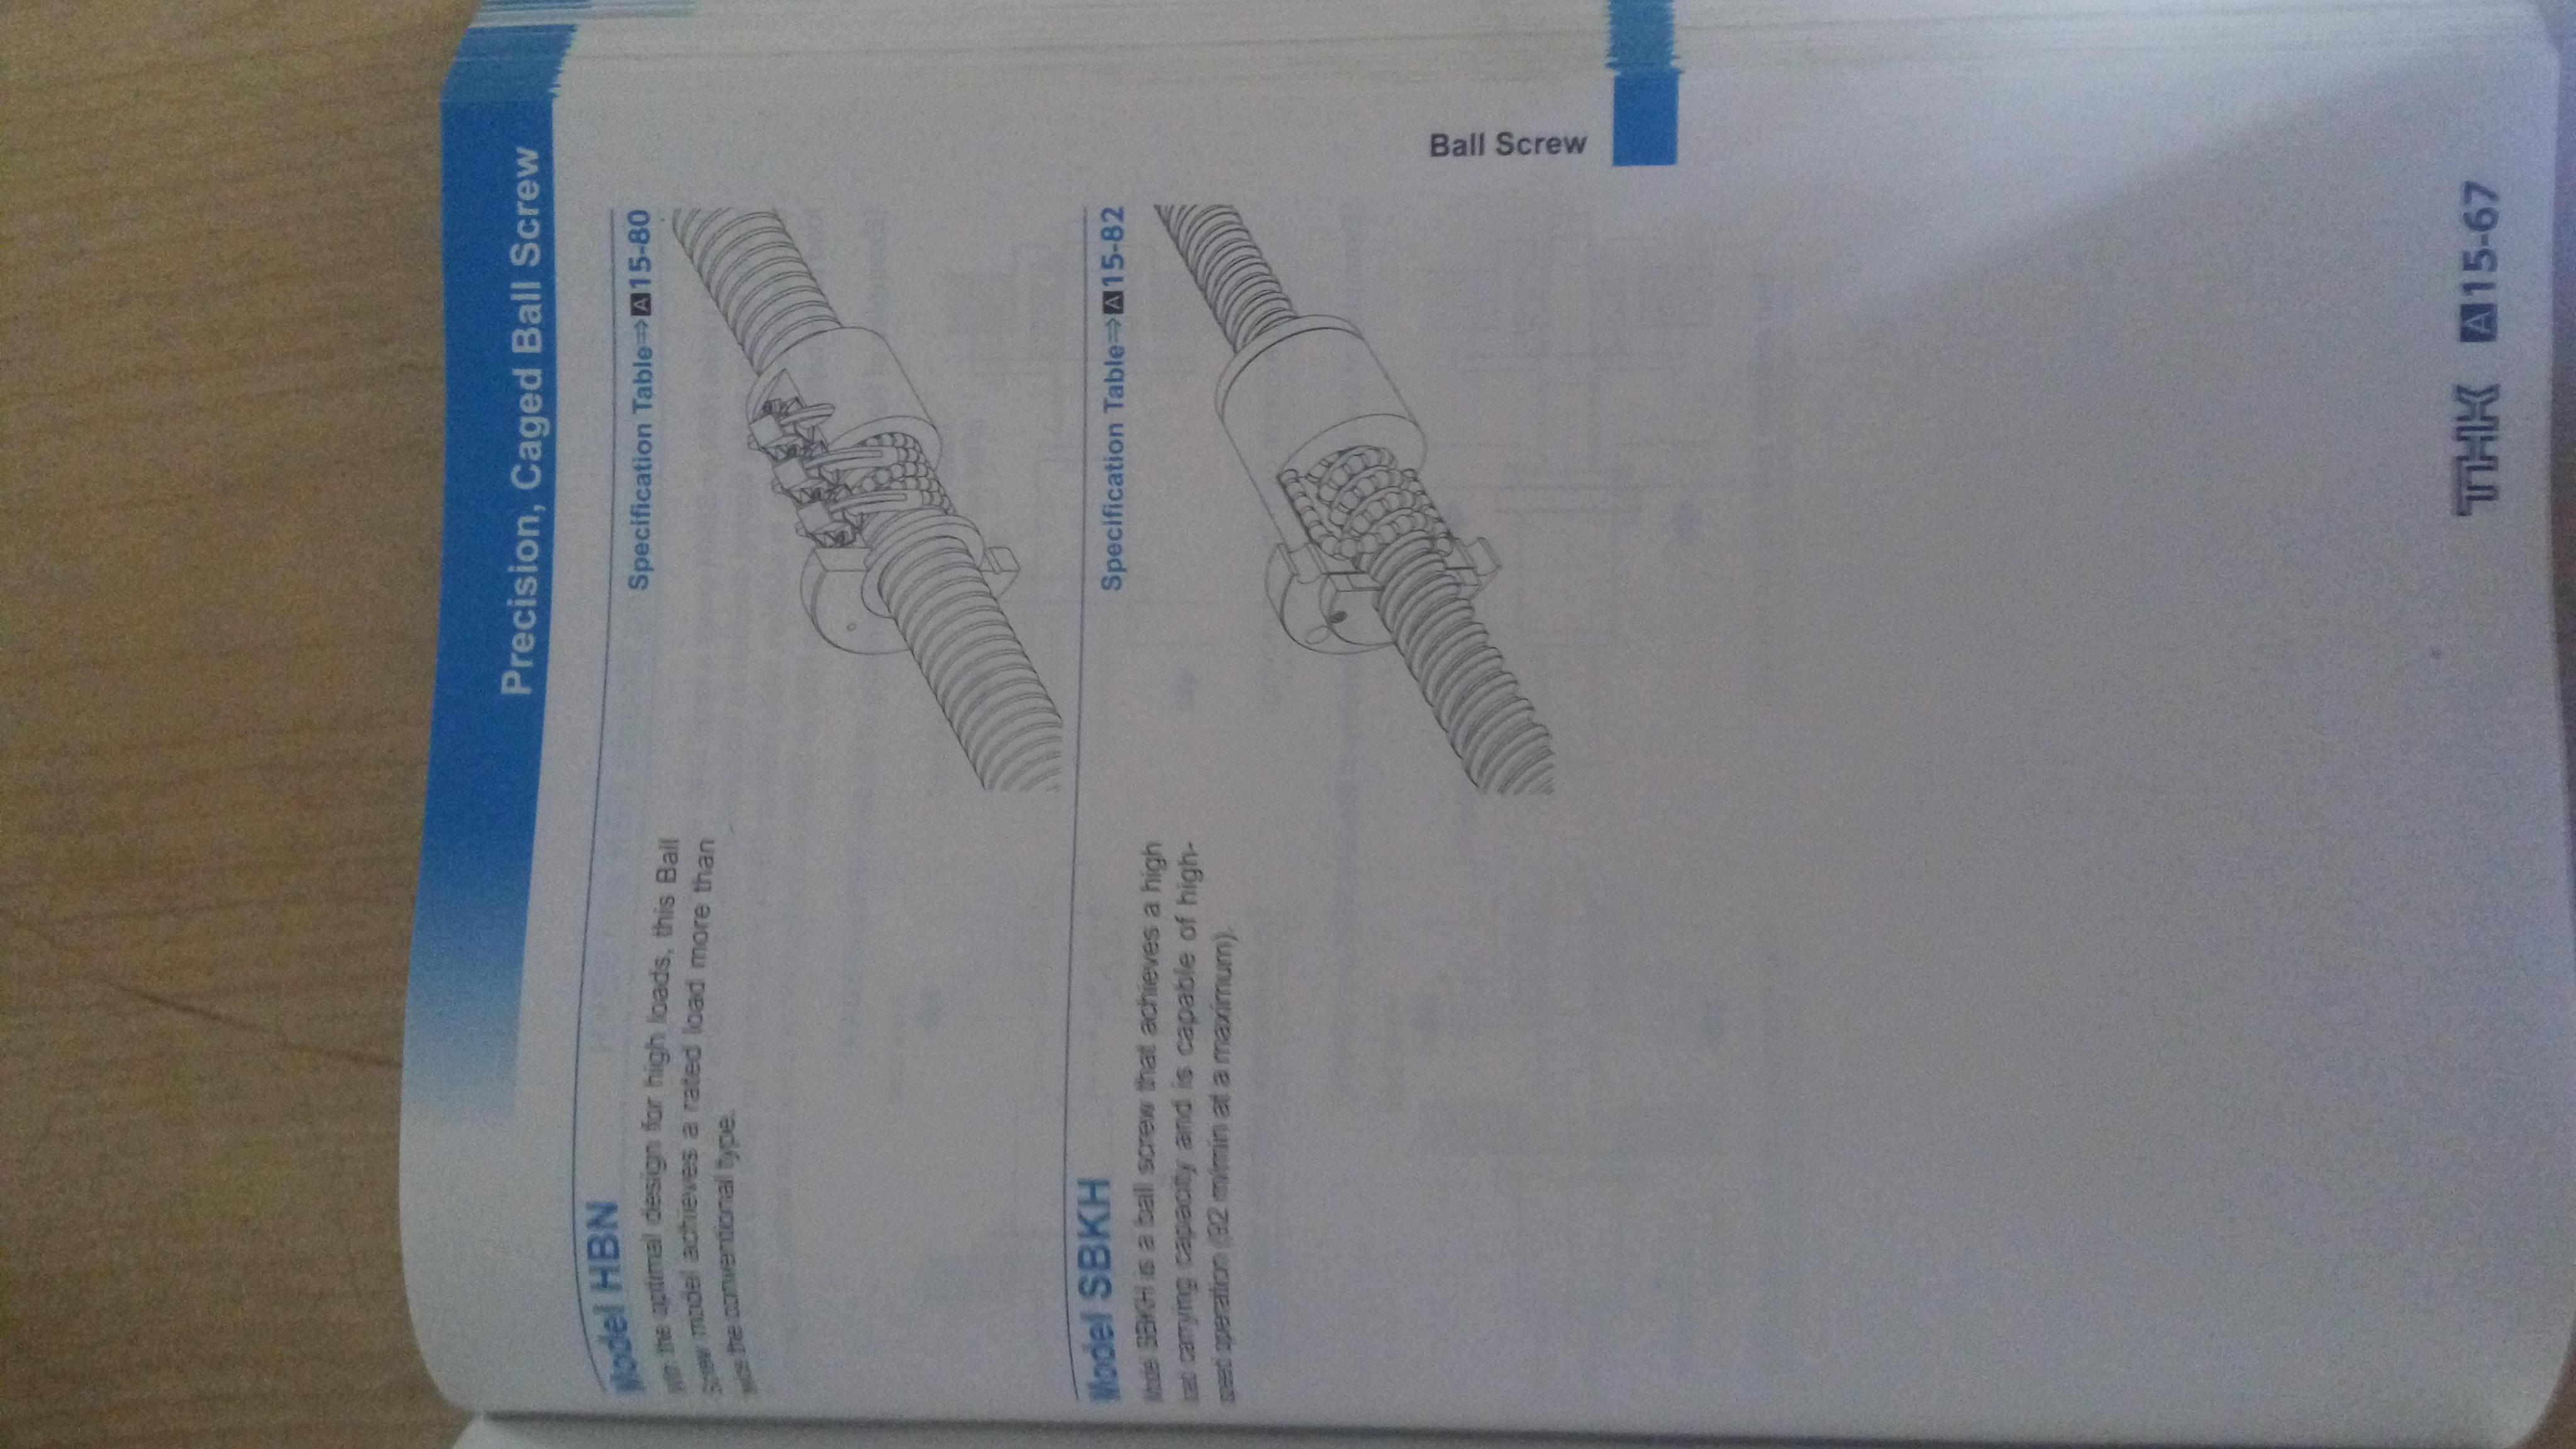 Precision, Caged Ball Screw
Model HBN
Specification Table⇒A15-80
With the optimal design for high loads, this Ball
Screw model achieves a rated load more than
twice the conventional type.
Model SBKH
Specification Table⇒A15-82
Model SBKH is a ball screw that achieves a high
load carrying capacity and is capable of high-
speed operation (92 m/min at a maximum).
Ball Screw
THK A15-67